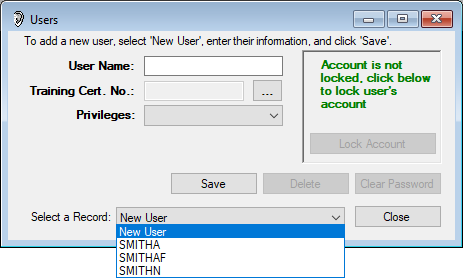 Users
To add a new user, select 'New User', enter their information, and click 'Save'.
User Name:
Training Cert. No.:
...
Privileges:
Account is not
locked, click below
to lock user's
account
Lock Account
Save
Delete
Clear Password
Select a Record:
New User
Close
New User
SMITHA
SMITHAF
SMITHN